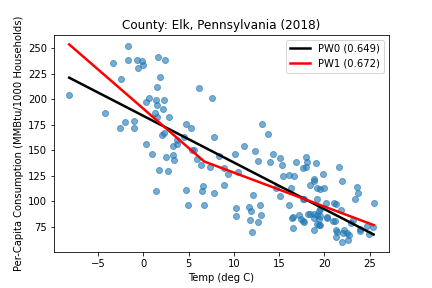 County: Elk, Pennsylvania (2018)
PW0 (0.649)
PW1 (0.672)
Per-Capita Consumption (MMBtu/1000 Households)
250
225
200
175
150
125
100
75
−5 0 5 10 15 20 25
Temp (deg C)